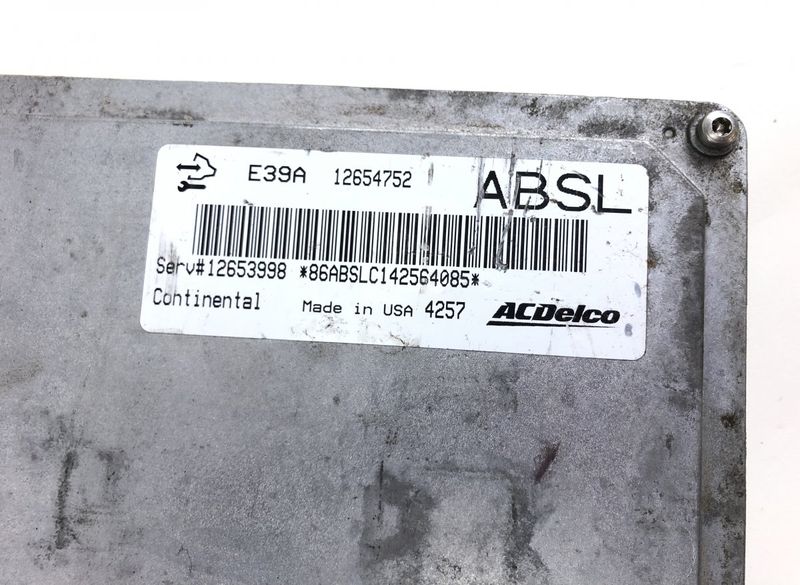 E39A 12654752 ABSL
Serv#12653998 *86ABSLC142564085*
Continental Made in USA 4257 ACDelco